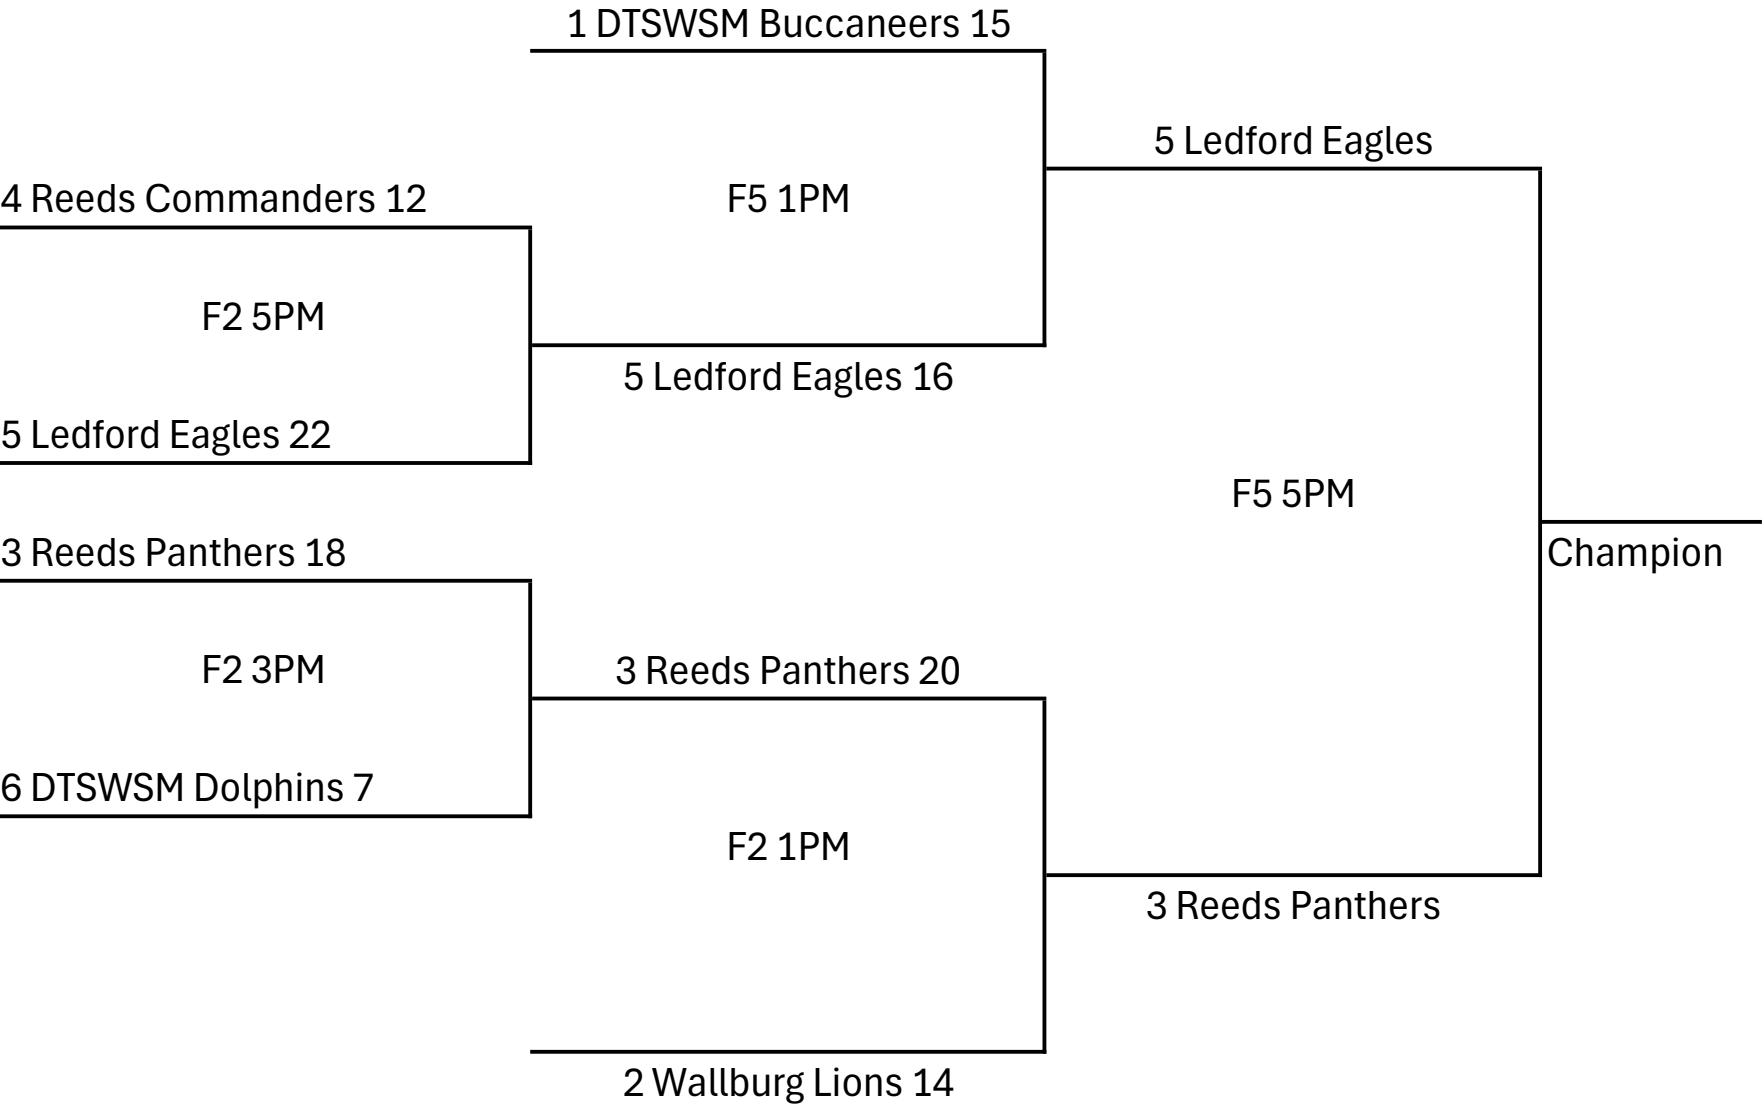 1 DTSWSM Buccaneers 15
5 Ledford Eagles
4 Reeds Commanders 12
F5 1PM
F2 5PM
5 Ledford Eagles 16
5 Ledford Eagles 22
F5 5PM
3 Reeds Panthers 18
Champion
F2 3PM
3 Reeds Panthers 20
6 DTSWSM Dolphins 7
F2 1PM
3 Reeds Panthers
2 Wallburg Lions 14